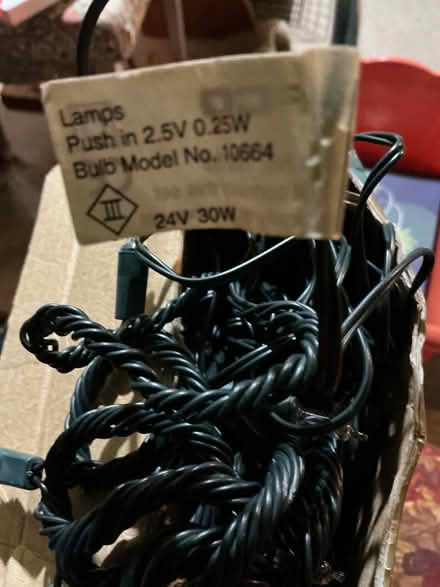 Lamps
Push in 2.5V 0.25W
Bulb Model No. 10664
III
24V 30W